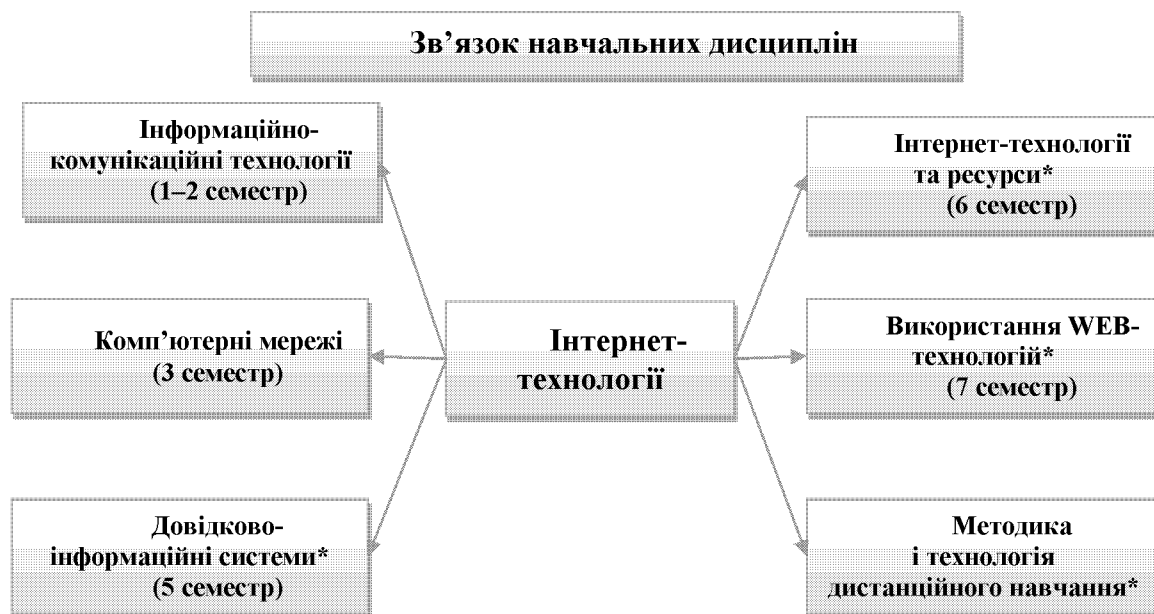 Зв’язок навчальних дисциплін
Інформаційно-
комунікаційні технології
(1–2 семестр)
Комп’ютерні мережі
(3 семестр)
Довідково-
інформаційні системи*
(5 семестр)
Інтернет-
технології
Інтернет-технології
та ресурси*
(6 семестр)
Використання WEB-
технологій*
(7 семестр)
Методика
і технологія
дистанційного навчання*